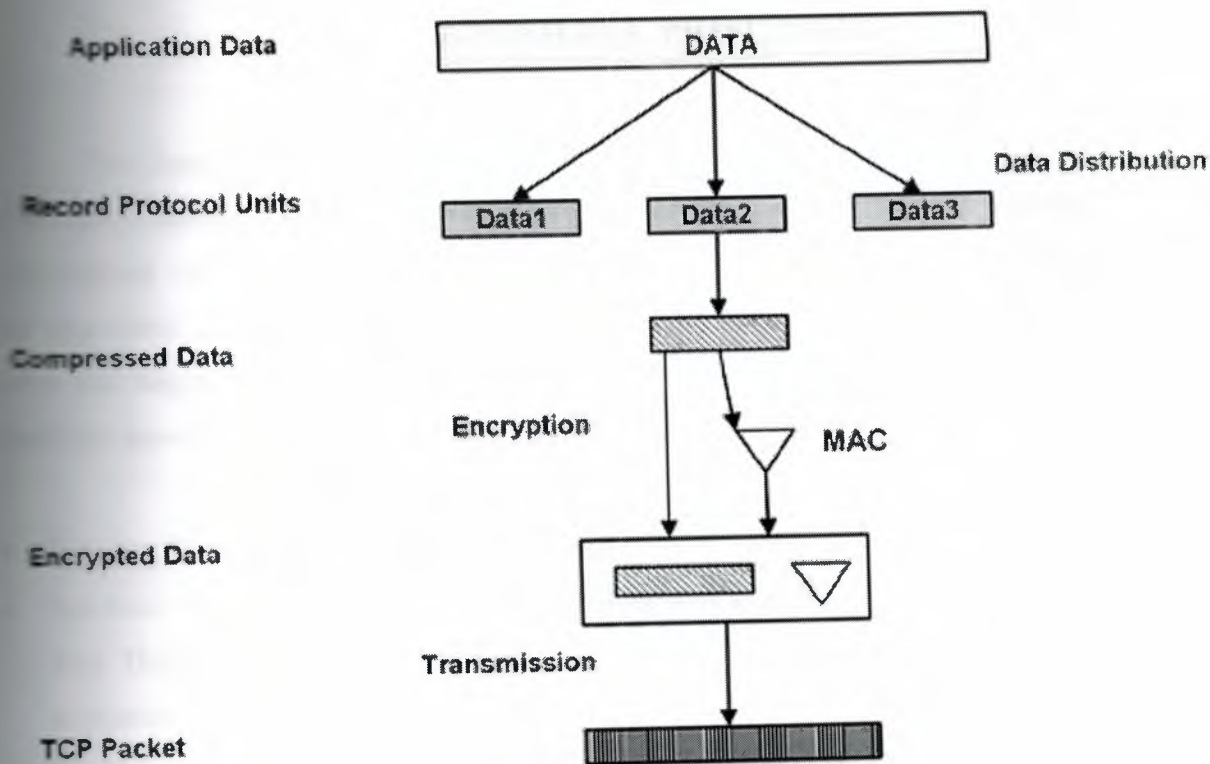 Application Data
DATA
Data Distribution
Record Protocol Units
Data1
Data2
Data3
Compressed Data
Encryption
MAC
Encrypted Data
Transmission
TCP Packet